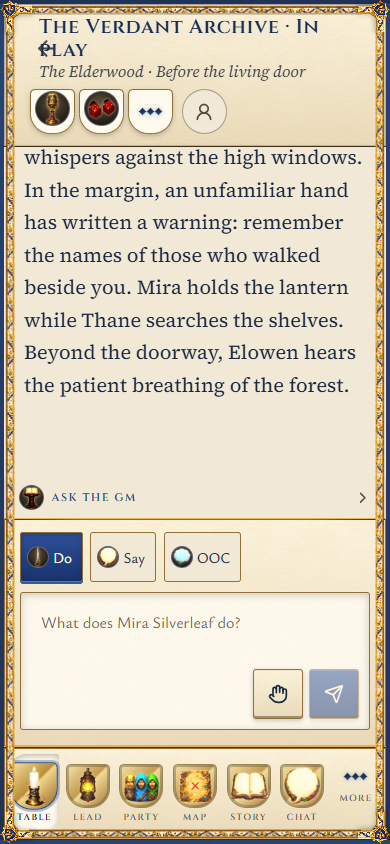 The Verdant Archive · In
Play
The Elderwood · Before the living door
whispers against the high windows.
In the margin, an unfamiliar hand
has written a warning: remember
the names of those who walked
beside you. Mira holds the lantern
while Thane searches the shelves.
Beyond the doorway, Elowen hears
the patient breathing of the forest.
ASK THE GM
Do
Say
OOC
What does Mira Silverleaf do?
TABLE
LEAD
PARTY
MAP
STORY
CHAT
MORE